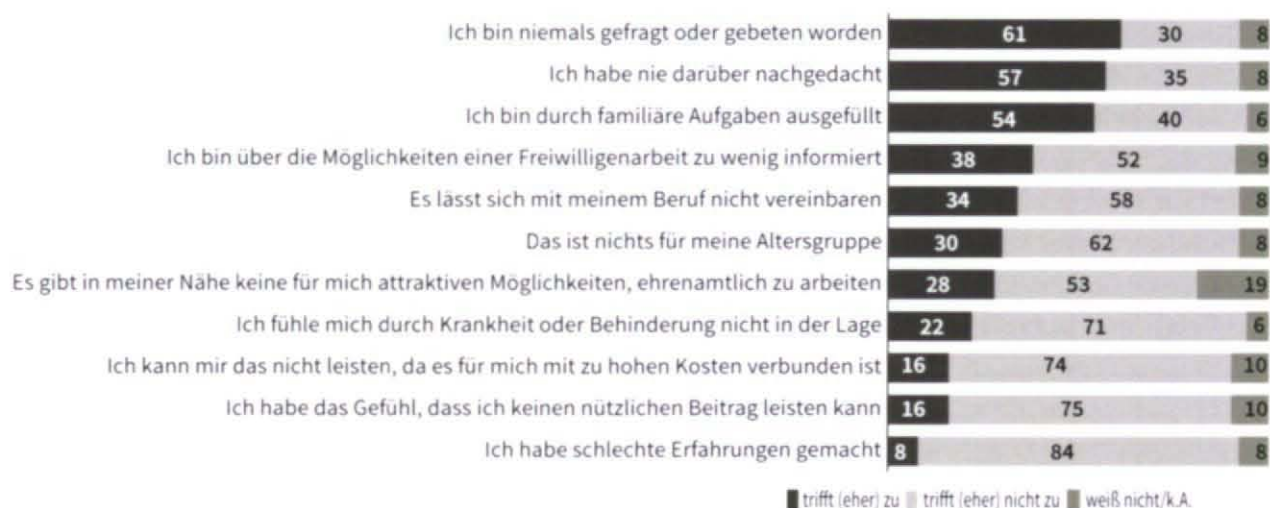 Ich bin niemals gefragt oder gebeten worden 61 30 8
Ich habe nie darüber nachgedacht 57 35 8
Ich bin durch familiäre Aufgaben ausgefüllt 54 40 6
Ich bin über die Möglichkeiten einer Freiwilligenarbeit zu wenig informiert 38 52 9
Es lässt sich mit meinem Beruf nicht vereinbaren 34 58 8
Das ist nichts für meine Altersgruppe 30 62 8
Es gibt in meiner Nähe keine für mich attraktiven Möglichkeiten, ehrenamtlich zu arbeiten 28 53 19
Ich fühle mich durch Krankheit oder Behinderung nicht in der Lage 22 71 6
Ich kann mir das nicht leisten, da es für mich mit zu hohen Kosten verbunden ist 16 74 10
Ich habe das Gefühl, dass ich keinen nützlichen Beitrag leisten kann 16 75 10
Ich habe schlechte Erfahrungen gemacht 8 84 8
trifft (eher) zu trifft (eher) nicht zu weiß nicht/k.A.